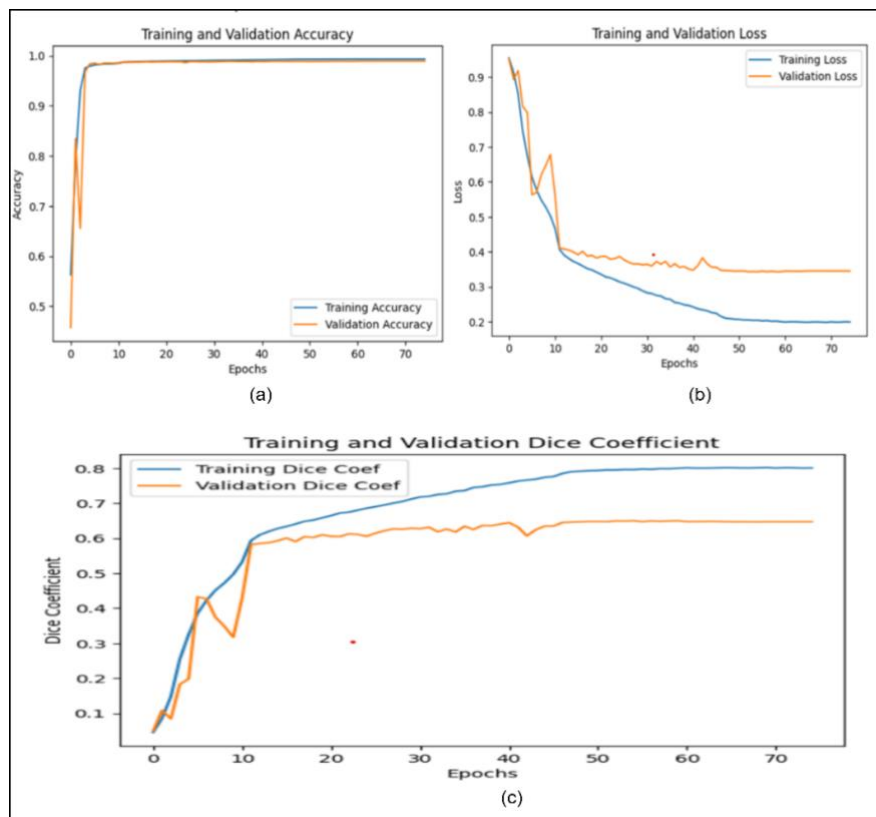 Training and Validation Accuracy
1.0
0.9
0.8
0.7
0.6
0.5
Accuracy
Training Accuracy
Validation Accuracy
0 10 20 30 40 50 60 70
Epochs
(a)
Training and Validation Loss
Training Loss
Validation Loss
0.9
0.8
0.7
0.6
0.5
0.4
0.3
0.2
Loss
0 10 20 30 40 50 60 70
Epochs
(b)
Training and Validation Dice Coefficient
Training Dice Coef
Validation Dice Coef
0.8
0.7
0.6
0.5
0.4
0.3
0.2
0.1
Dice Coefficient
0 10 20 30 40 50 60 70
Epochs
(c)